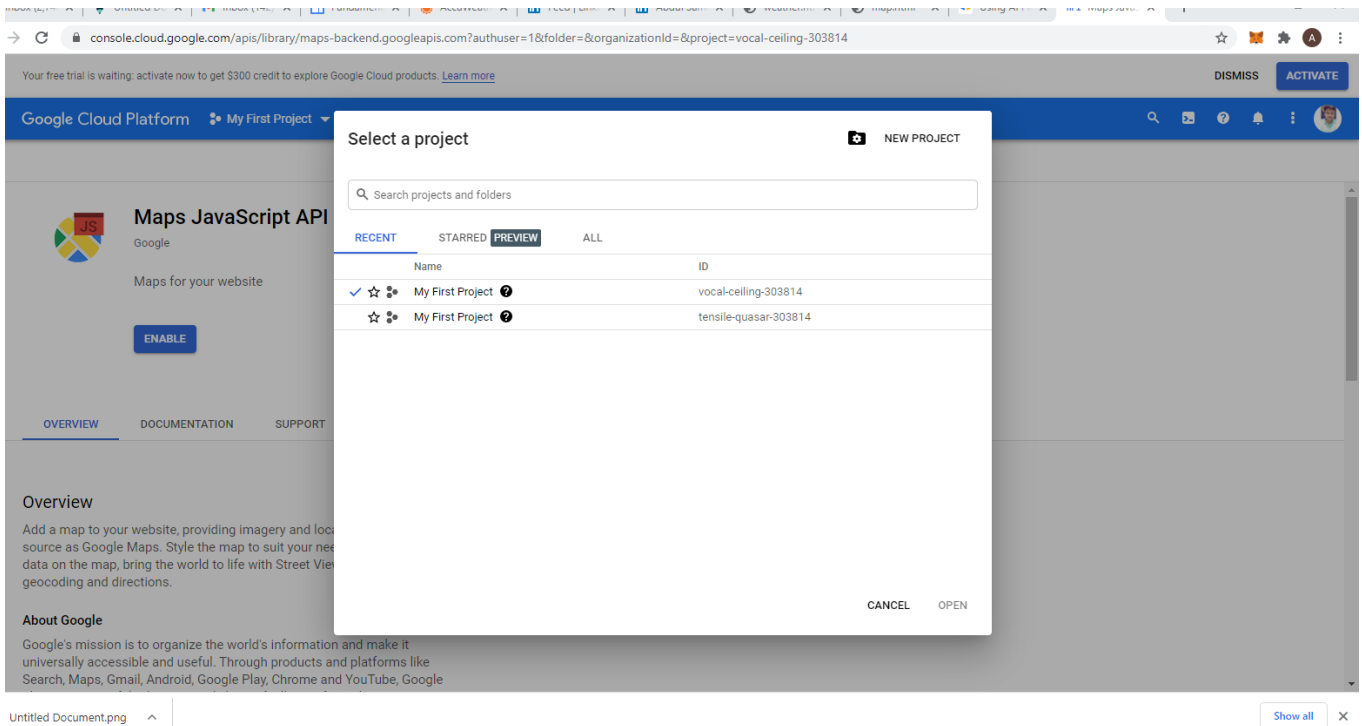 console.cloud.google.com/apis/library/maps-backend.googleapis.com?authuser=1&folder=&organizationId=&project=vocal-ceiling-303814
A
Your free trial is waiting: activate now to get $300 credit to explore Google Cloud products. Learn more
DISMISS
ACTIVATE
Google Cloud Platform
My First Project
Select a project
NEW PROJECT
Search projects and folders
RECENT
STARRED PREVIEW
ALL
Name
ID
My First Project
vocal-ceiling-303814
My First Project
tensile-quasar-303814
CANCEL
OPEN
JS
Maps JavaScript API
Google
Maps for your website
ENABLE
OVERVIEW
DOCUMENTATION
SUPPORT
Overview
Add a map to your website, providing imagery and loca
source as Google Maps. Style the map to suit your nee
data on the map, bring the world to life with Street Vie
geocoding and directions.
About Google
Google's mission is to organize the world's information and make it
universally accessible and useful. Through products and platforms like
Search, Maps, Gmail, Android, Google Play, Chrome and YouTube, Google
Untitled Document.png
Show all